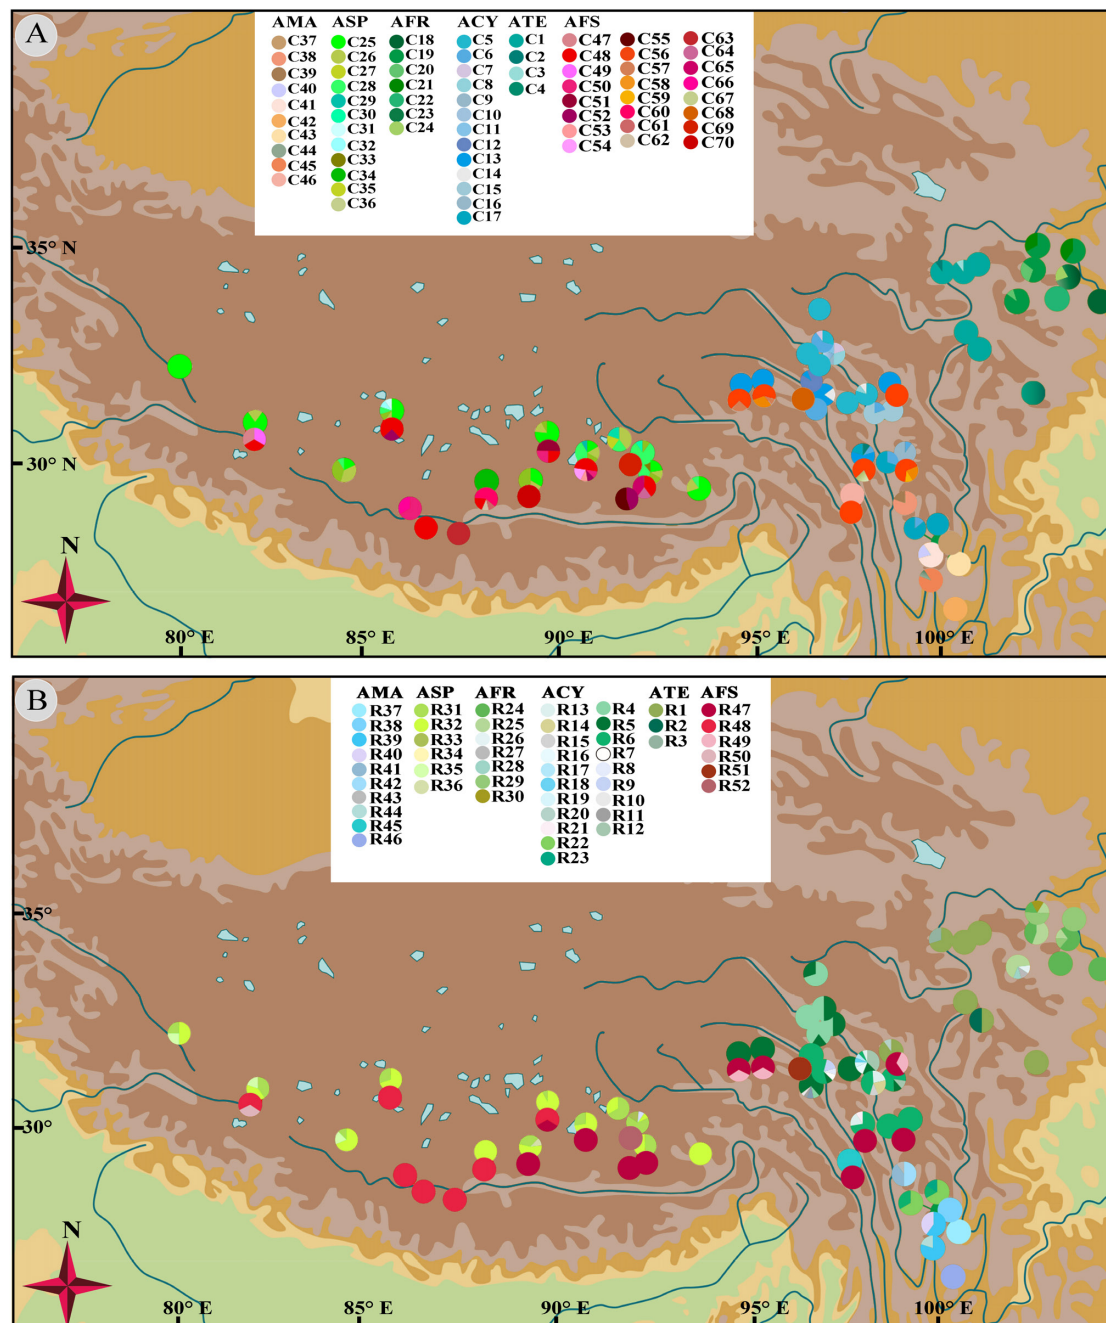 A
AMA ASP AFR ACY ATE AFS
C37 C25 C18 C5 C1 C47 C55 C63
C38 C26 C19 C6 C2 C48 C56 C64
C39 C27 C20 C7 C3 C49 C57 C65
C40 C28 C21 C8 C4 C50 C58 C66
C41 C29 C22 C9 C51 C59 C67
C42 C30 C23 C10 C52 C60 C68
C43 C31 C24 C11 C53 C61 C69
C44 C32 C12 C54 C62 C70
C45 C33 C13
C46 C34 C14
C35 C15
C36 C16
C17
35° N
30° N
N
80° E 85° E 90° E 95° E 100° E
B
AMA ASP AFR ACY ATE AFS
R37 R31 R24 R13 R4 R1 R47
R38 R32 R25 R14 R5 R2 R48
R39 R33 R26 R15 R6 R3 R49
R40 R34 R27 R16 R7 R50
R41 R35 R28 R17 R8 R51
R42 R36 R29 R18 R9 R52
R43 R30 R19 R10
R44 R20 R11
R45 R21 R12
R46 R22
R23
35°
30°
N
80° E 85° E 90° E 95° E 100° E